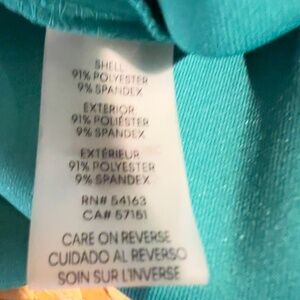 SHELL
91% POLYESTER
9% SPANDEX
EXTERIOR
91% POLIÉSTER
9% SPANDEX
EXTÉRIEUR
91% POLYESTER
9% SPANDEX
RN# 54163
CA# 57151
CARE ON REVERSE
CUIDADO AL REVERSO
SOIN SUR L'INVERSE